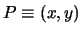 P ≡ (x, y)